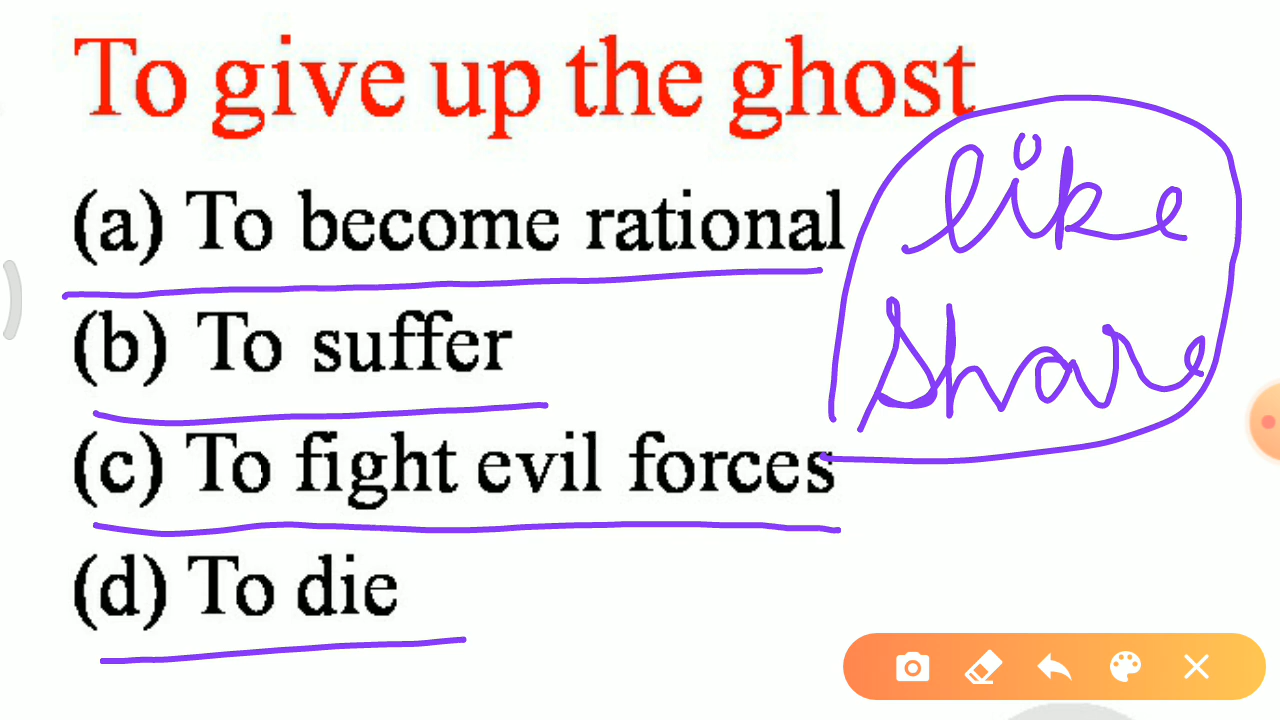 To give up the ghost
(a) To become rational
(b) To suffer
(c) To fight evil forces
(d) To die
like
Share